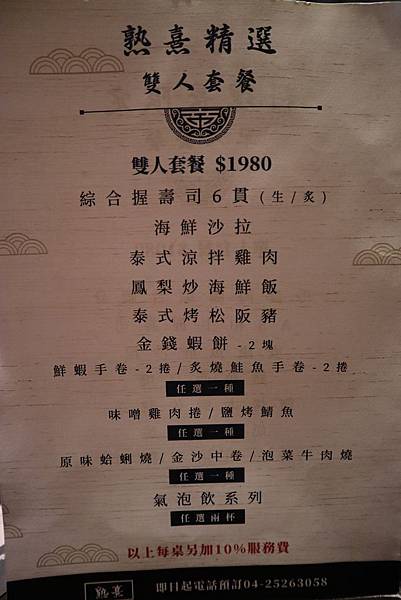 熟熹精選
雙人套餐
雙人套餐 $1980
綜合握壽司6貫(生/炙)
海鮮沙拉
泰式涼拌雞肉
鳳梨炒海鮮飯
泰式烤松阪豬
金錢蝦餅-2塊
鮮蝦手卷-2捲/炙燒鮭魚手卷-2捲
任選一種
味噌雞肉捲/鹽烤鯖魚
任選一種
原味蛤蜊燒/金沙中卷/泡菜牛肉燒
任選一種
氣泡飲系列
任選兩杯
以上每桌另加10%服務費
即日起電話預訂04-25263058